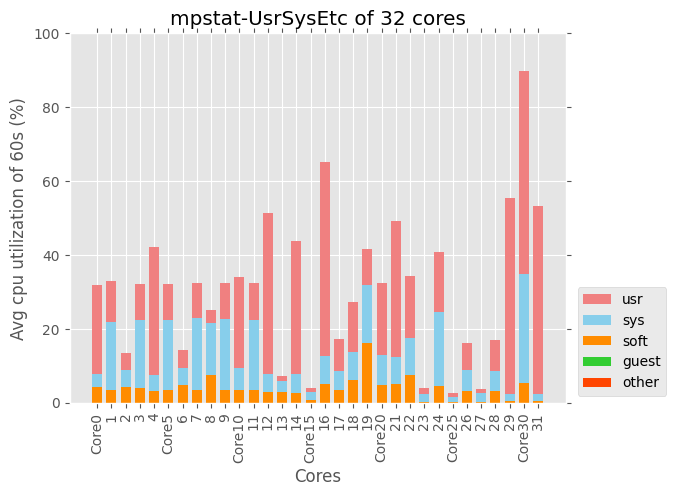 mpstat-UsrSysEtc of 32 cores
100
80
60
40
20
0
Avg cpu utilization of 60s (%)
Core0
1
2
3
4
Core5
6
7
8
9
Core10
11
12
13
14
Core15
16
17
18
19
Core20
21
22
23
24
Core25
26
27
28
29
Core30
31
Cores
usr
sys
soft
guest
other